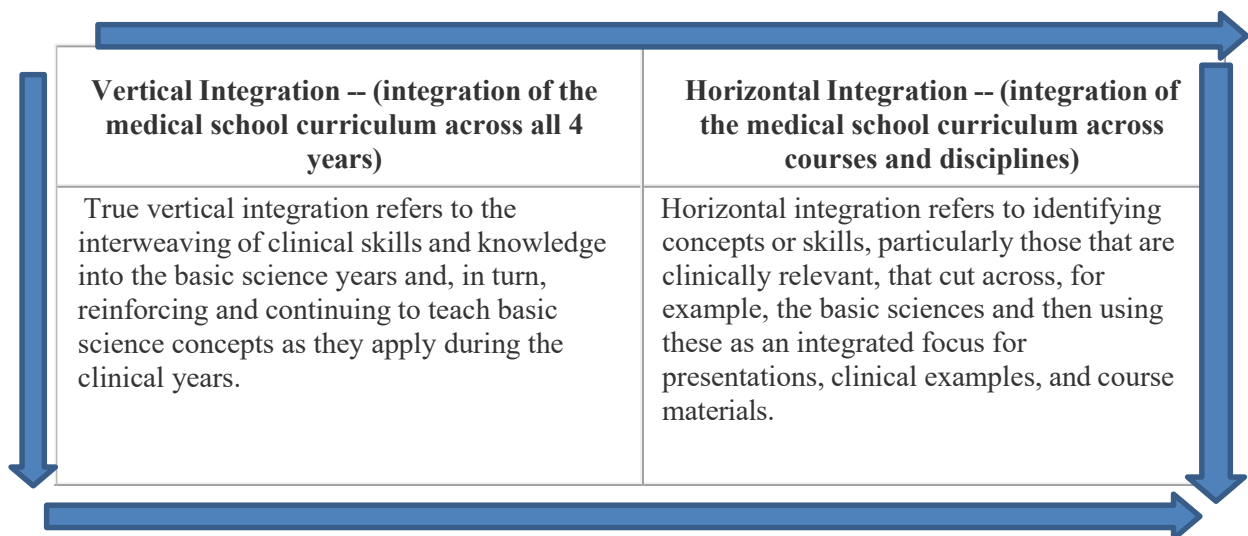 Vertical Integration -- (integration of the
medical school curriculum across all 4
years)
True vertical integration refers to the
interweaving of clinical skills and knowledge
into the basic science years and, in turn,
reinforcing and continuing to teach basic
science concepts as they apply during the
clinical years.
Horizontal Integration -- (integration of
the medical school curriculum across
courses and disciplines)
Horizontal integration refers to identifying
concepts or skills, particularly those that are
clinically relevant, that cut across, for
example, the basic sciences and then using
these as an integrated focus for
presentations, clinical examples, and course
materials.